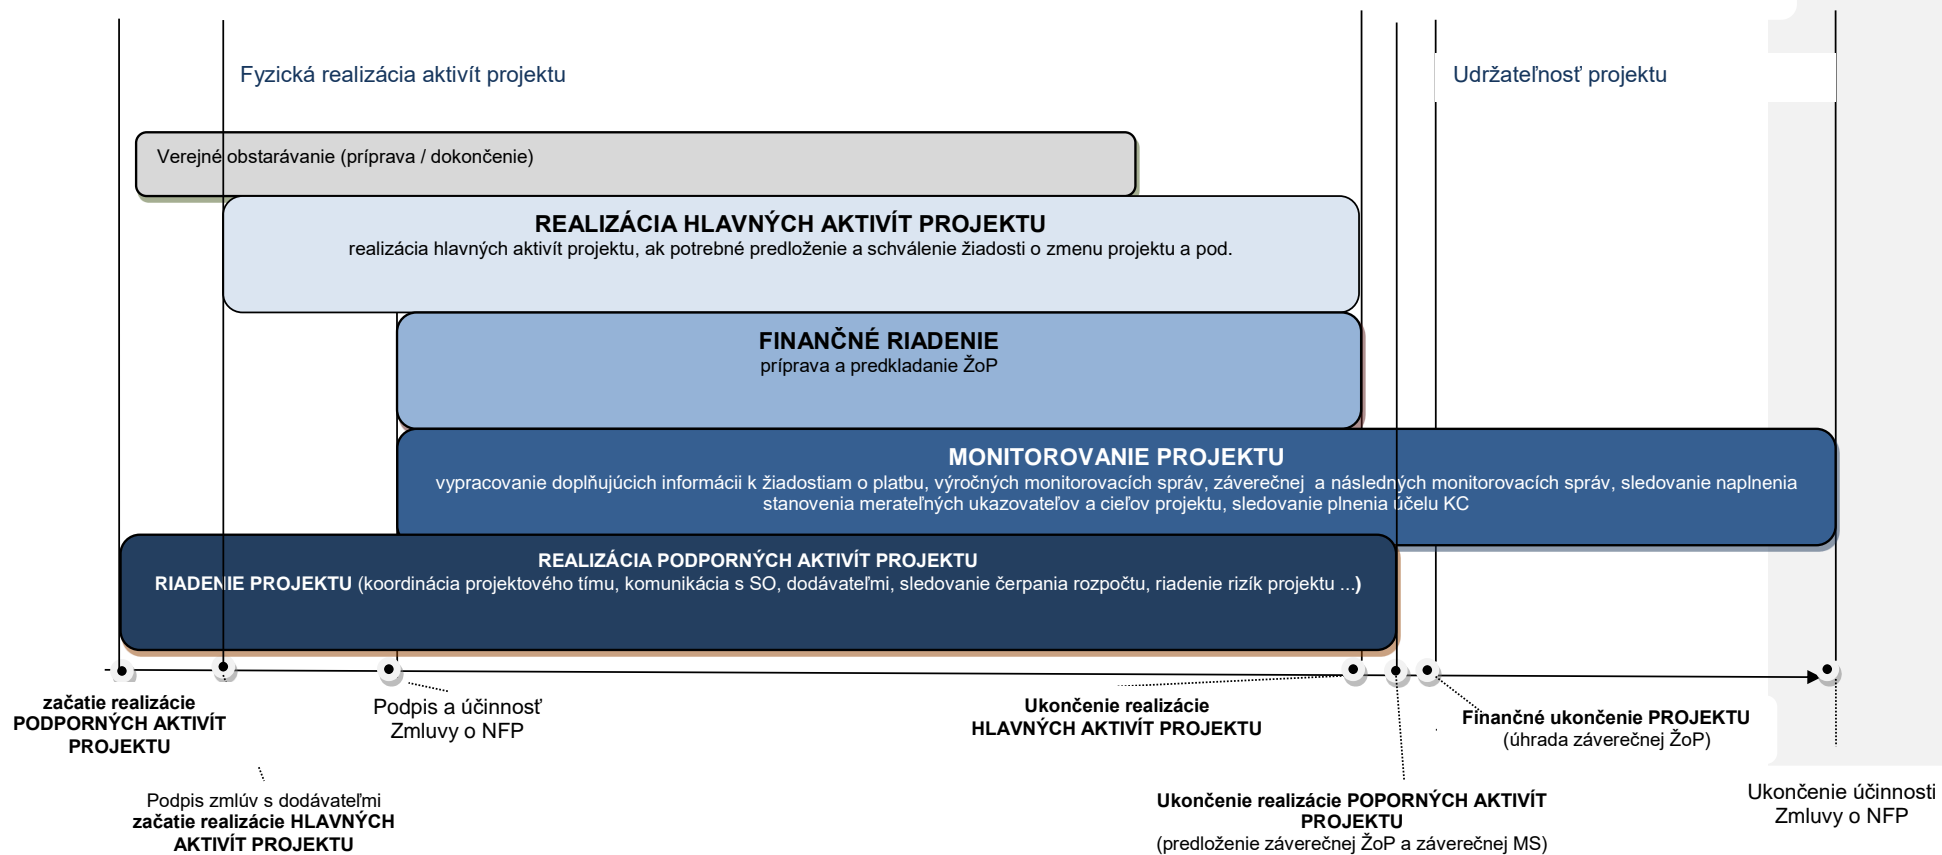 Fyzická realizácia aktivít projektu
Udržateľnosť projektu
Verejné obstarávanie (príprava / dokončenie)
REALIZÁCIA HLAVNÝCH AKTIVÍT PROJEKTU
realizácia hlavných aktivít projektu, ak potrebné predloženie a schválenie žiadosti o zmenu projektu a pod.
FINANČNÉ RIADENIE
príprava a predkladanie ŽoP
MONITOROVANIE PROJEKTU
vypracovanie doplňujúcich informácii k žiadostiam o platbu, výročných monitorovacích správ, záverečnej a následných monitorovacích správ, sledovanie naplnenia
stanovenia merateľných ukazovateľov a cieľov projektu, sledovanie plnenia účelu KC
REALIZÁCIA PODPORNÝCH AKTIVÍT PROJEKTU
RIADENIE PROJEKTU (koordinácia projektového tímu, komunikácia s SO, dodávateľmi, sledovanie čerpania rozpočtu, riadenie rizík projektu ...)
začatie realizácie
PODPORNÝCH AKTIVÍT
PROJEKTU
Podpis a účinnosť
Zmluvy o NFP
Ukončenie realizácie
HLAVNÝCH AKTIVÍT PROJEKTU
Finančné ukončenie PROJEKTU
(úhrada záverečnej ŽoP)
Podpis zmlúv s dodávateľmi
začatie realizácie HLAVNÝCH
AKTIVÍT PROJEKTU
Ukončenie realizácie POPORNÝCH AKTIVÍT
PROJEKTU
(predloženie záverečnej ŽoP a záverečnej MS)
Ukončenie účinnosti
Zmluvy o NFP